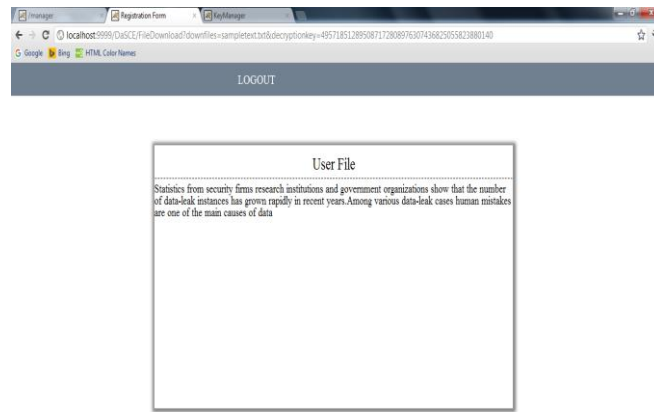 /manager
Registration Form
KeyManager
localhost:9999/DaSCE/FileDownload?downfiles=sampletext.txt&decryptionkey=495718512895087172808976307436825055823880140
Google Bing HTML Color Names
LOGOUT
User File
Statistics from security firms research institutions and government organizations show that the number
of data-leak instances has grown rapidly in recent years.Among various data-leak cases human mistakes
are one of the main causes of data